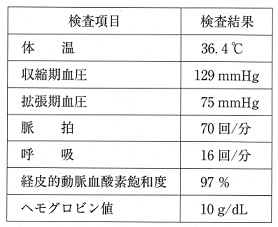 検査項目 検査結果
体温 36.4℃
収縮期血圧 129 mmHg
拡張期血圧 75 mmHg
脈拍 70 回/分
呼吸 16 回/分
経皮的動脈血酸素飽和度 97 %
ヘモグロビン値 10 g/dL